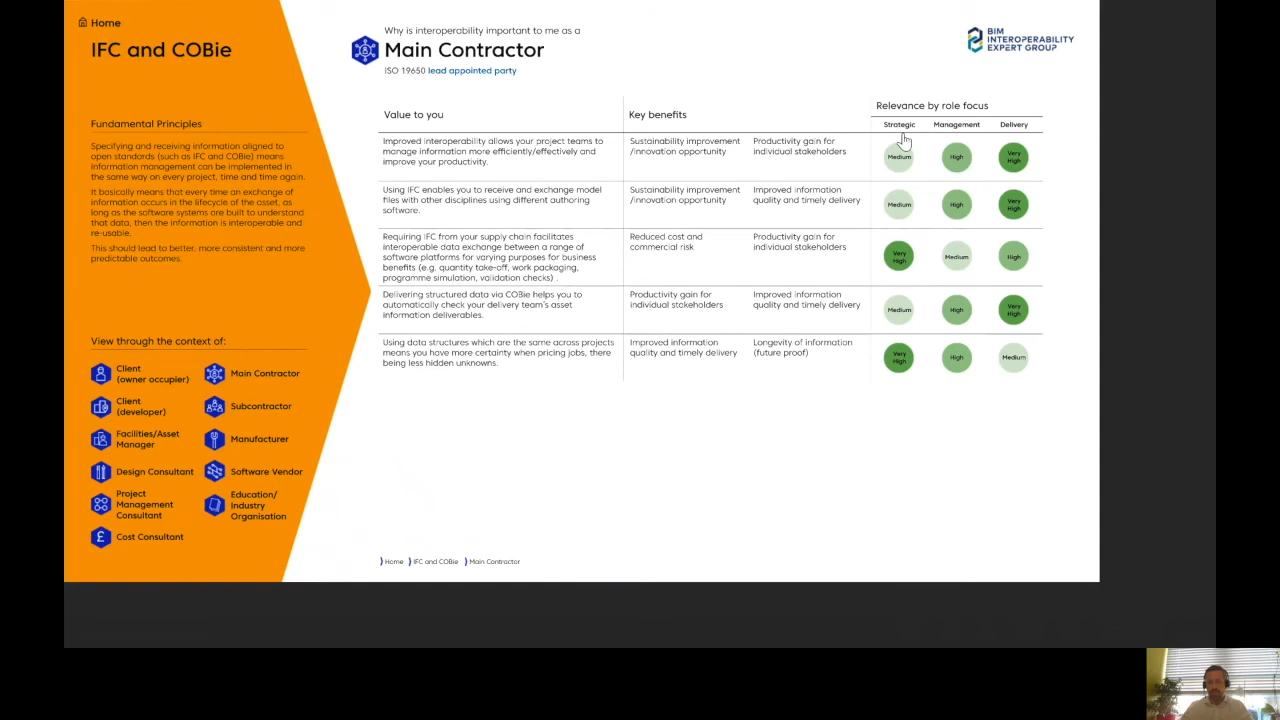 Home
IFC and COBie
Fundamental Principles
Specifying and receiving information aligned to
open standards (such as IFC and COBie) means
information management can be implemented in
the same way on every project, time and time again.
It basically means that every time an exchange of
information occurs in the lifecycle of the asset, as
long as the software systems are built to understand
that data, then the information is interoperable and
re-usable.
This should lead to better, more consistent and more
predictable outcomes.
View through the context of:
Client
(owner occupier)
Main Contractor
Client
(developer)
Subcontractor
Facilities/Asset
Manager
Manufacturer
Design Consultant
Software Vendor
Project
Management
Consultant
Education/
Industry
Organisation
Cost Consultant
Why is interoperability important to me as a
Main Contractor
ISO 19650 lead appointed party
BIM
INTEROPERABILITY
EXPERT GROUP
Value to you
Key benefits
Relevance by role focus
Strategic Management Delivery
Improved interoperability allows your project teams to
manage information more efficiently/effectively and
improve your productivity.
Sustainability improvement
/innovation opportunity
Productivity gain for
individual stakeholders
Medium
High
Very
High
Using IFC enables you to receive and exchange model
files with other disciplines using different authoring
software.
Sustainability improvement
/innovation opportunity
Improved information
quality and timely delivery
Medium
High
Very
High
Requiring IFC from your supply chain facilitates
interoperable data exchange between a range of
software platforms for varying purposes for business
benefits (e.g. quantity take-off, work packaging,
programme simulation, validation checks) .
Reduced cost and
commercial risk
Productivity gain for
individual stakeholders
Very
High
Medium
High
Delivering structured data via COBie helps you to
automatically check your delivery team's asset
information deliverables.
Productivity gain for
individual stakeholders
Improved information
quality and timely delivery
Medium
High
Very
High
Using data structures which are the same across projects
means you have more certainty when pricing jobs, there
being less hidden unknowns.
Improved information
quality and timely delivery
Longevity of information
(future proof)
Very
High
High
Medium
Home IFC and COBie Main Contractor